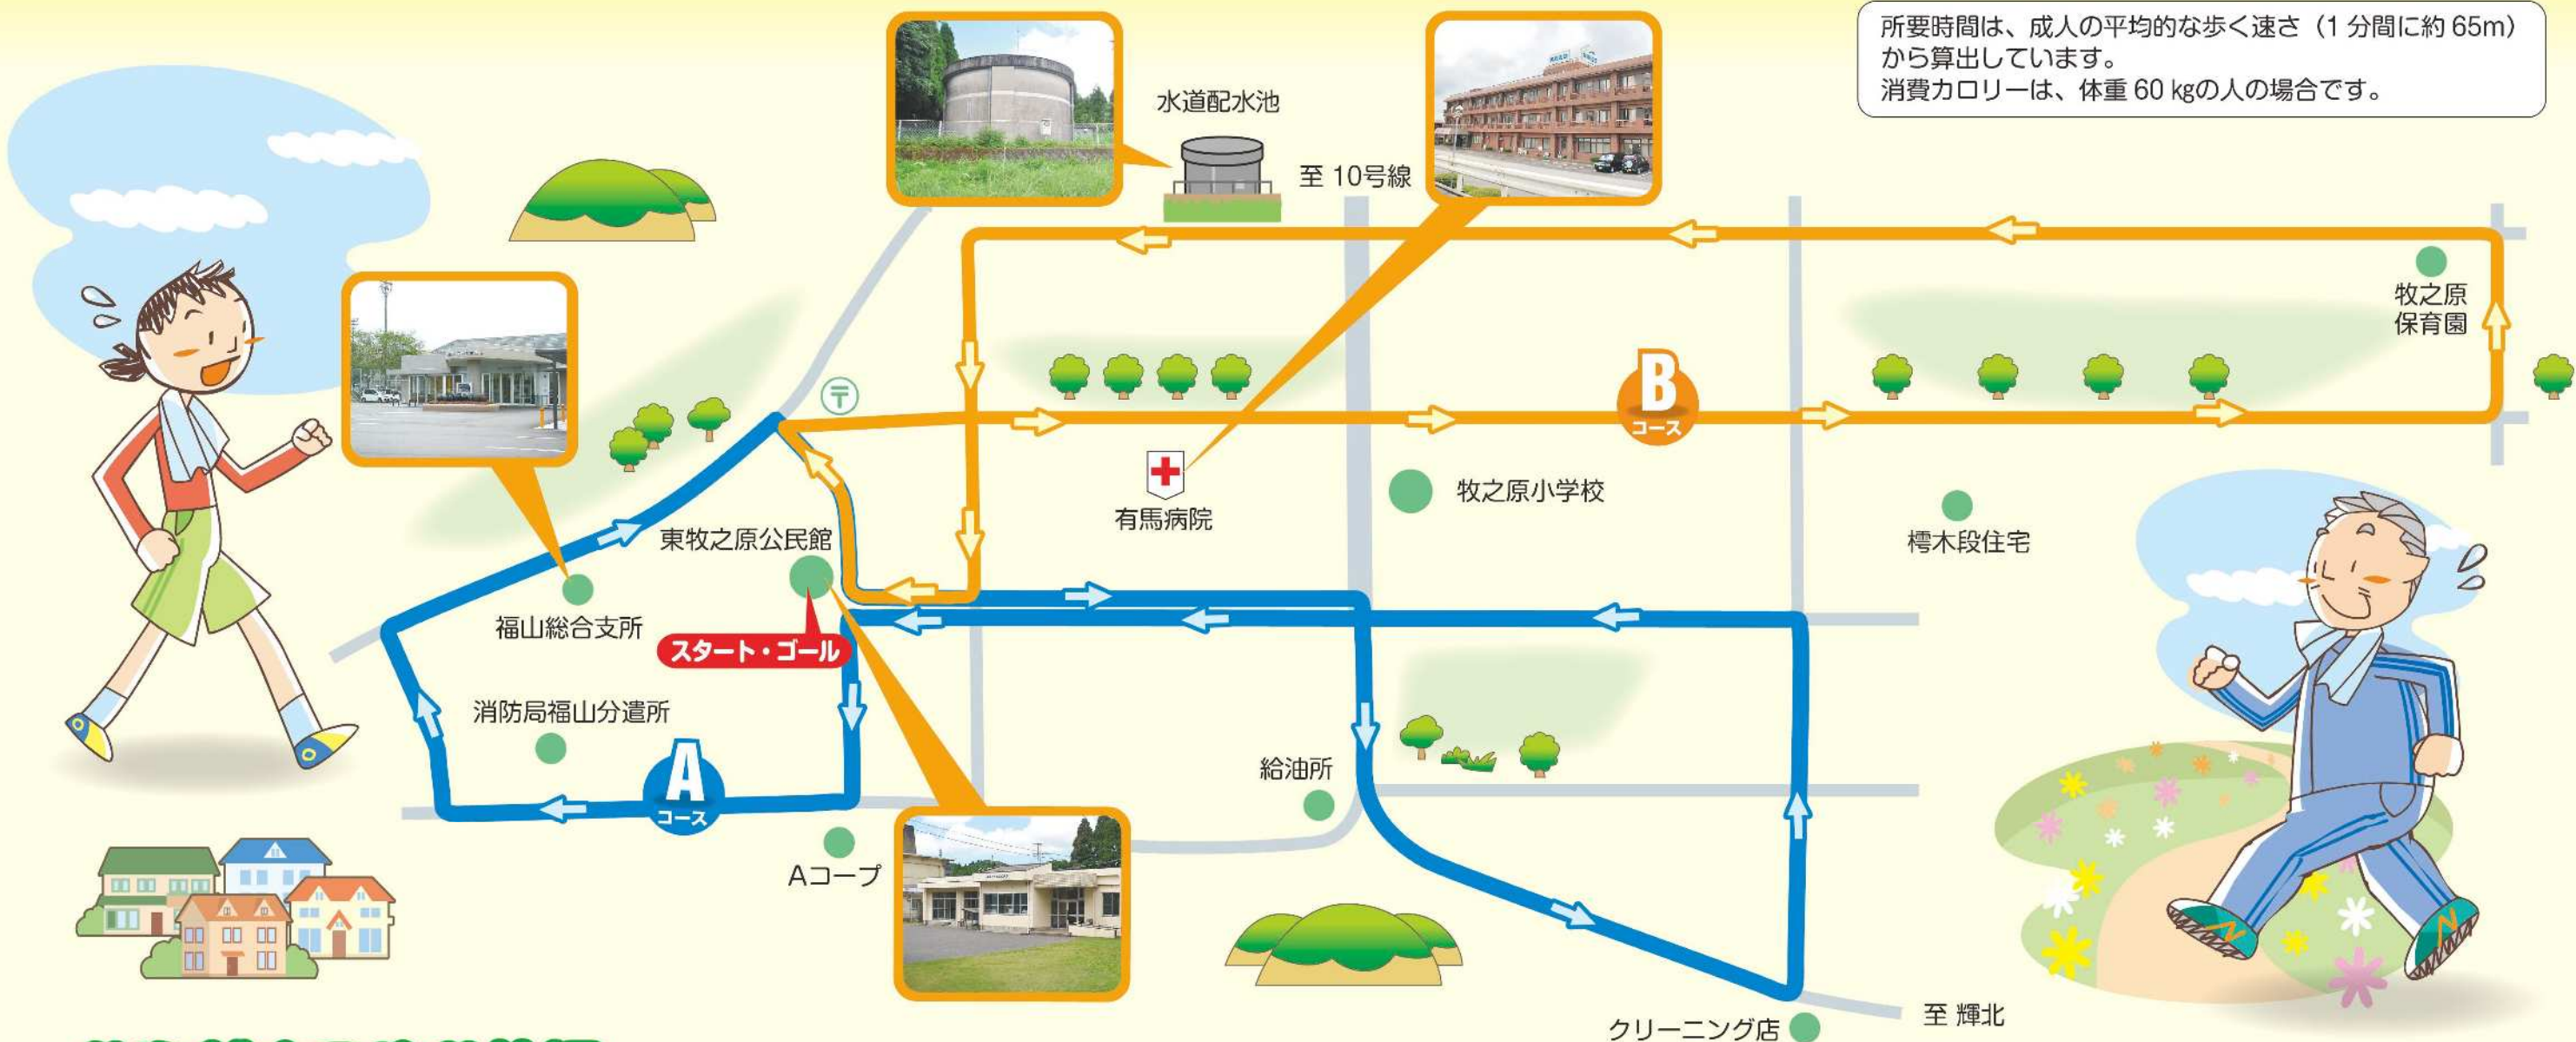 所要時間は、成人の平均的な歩く速さ(1 分間に約 65m)
から算出しています。
消費カロリーは、体重 60 kgの人の場合です。
水道配水池
至 10号線
牧之原
保育園
〒
B
コース
有馬病院
牧之原小学校
樗木段住宅
東牧之原公民館
福山総合支所
スタート・ゴール
消防局福山分遣所
A
コース
給油所
Aコープ
クリーニング店
至 輝北